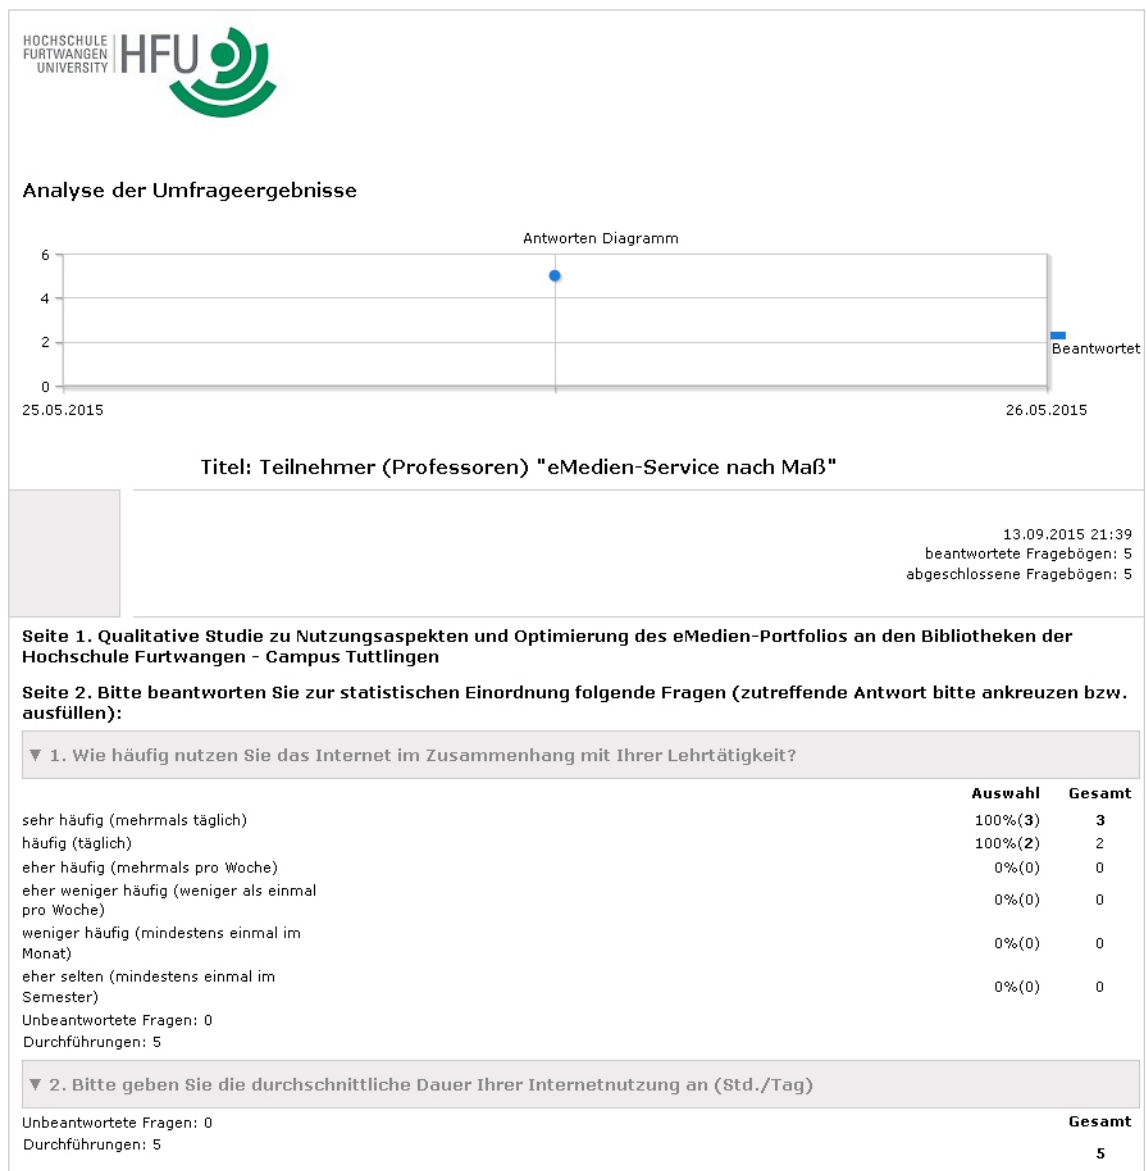 HOCHSCHULE
FURTWANGEN
UNIVERSITY
HFU
Analyse der Umfrageergebnisse
Antworten Diagramm
6
4
2
0
Beantwortet
25.05.2015 26.05.2015
Titel: Teilnehmer (Professoren) "eMedien-Service nach Maß"
13.09.2015 21:39
beantwortete Fragebögen: 5
abgeschlossene Fragebögen: 5
Seite 1. Qualitative Studie zu Nutzungsaspekten und Optimierung des eMedien-Portfolios an den Bibliotheken der
Hochschule Furtwangen - Campus Tuttlingen
Seite 2. Bitte beantworten Sie zur statistischen Einordnung folgende Fragen (zutreffende Antwort bitte ankreuzen bzw.
ausfüllen):
▼ 1. Wie häufig nutzen Sie das Internet im Zusammenhang mit Ihrer Lehrtätigkeit?
Auswahl Gesamt
sehr häufig (mehrmals täglich) 100%(3) 3
häufig (täglich) 100%(2) 2
eher häufig (mehrmals pro Woche) 0%(0) 0
eher weniger häufig (weniger als einmal
pro Woche) 0%(0) 0
weniger häufig (mindestens einmal im
Monat) 0%(0) 0
eher selten (mindestens einmal im
Semester) 0%(0) 0
Unbeantwortete Fragen: 0
Durchführungen: 5
▼ 2. Bitte geben Sie die durchschnittliche Dauer Ihrer Internetnutzung an (Std./Tag)
Unbeantwortete Fragen: 0 Gesamt
Durchführungen: 5
5